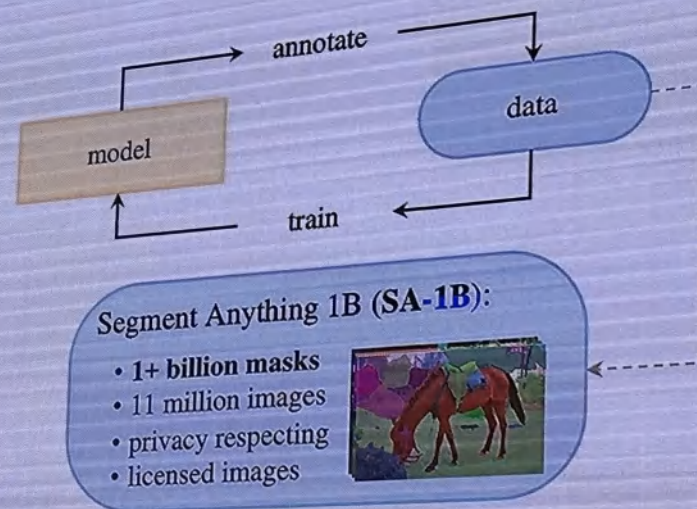 annotate
model
data
train
Segment Anything 1B (SA-1B):
• 1+ billion masks
• 11 million images
• privacy respecting
• licensed images